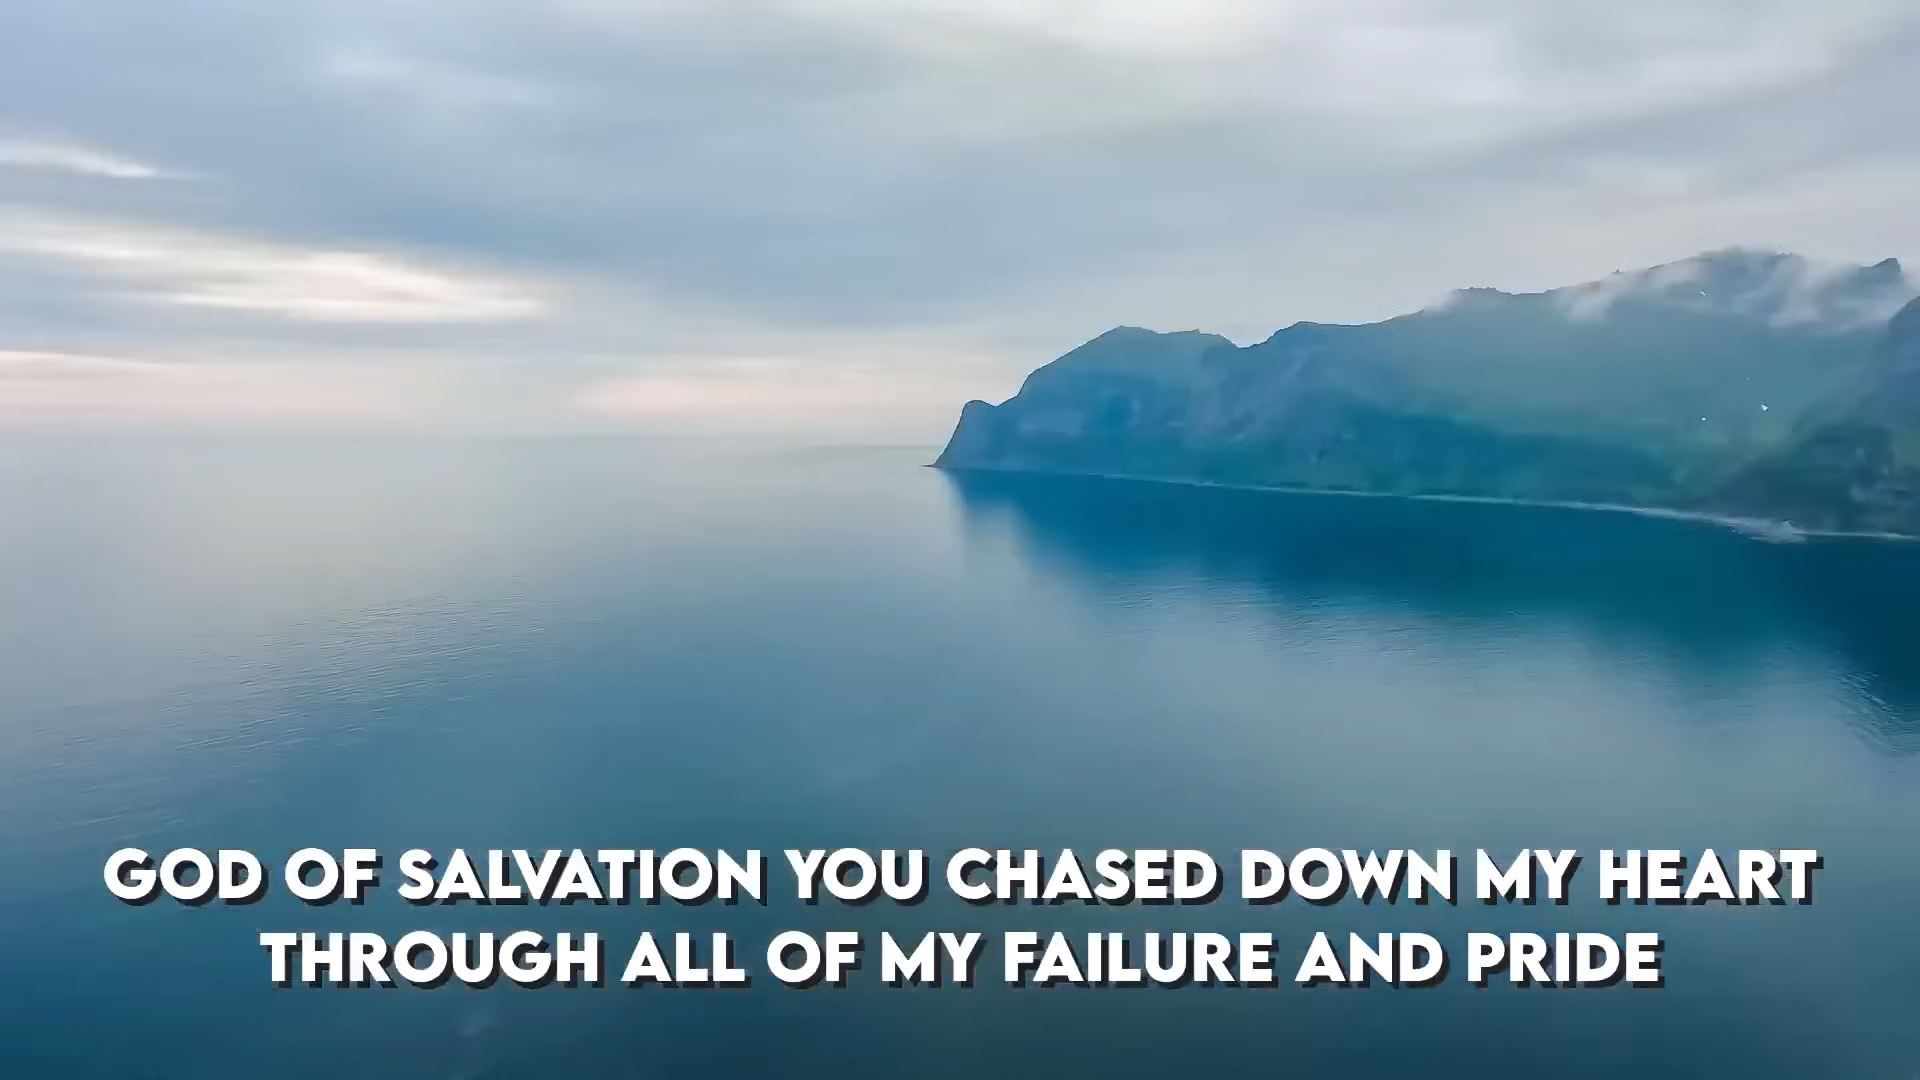 GOD OF SALVATION YOU CHASED DOWN MY HEART
THROUGH ALL OF MY FAILURE AND PRIDE